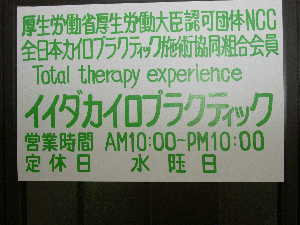 厚生労働省厚生労働大臣認可団体NCC
全日本カイロプラクティック施術協同組合会員
Total therapy experience
イイダカイロプラクティック
営業時間 AM10:00~PM10:00
定休日 水曜日